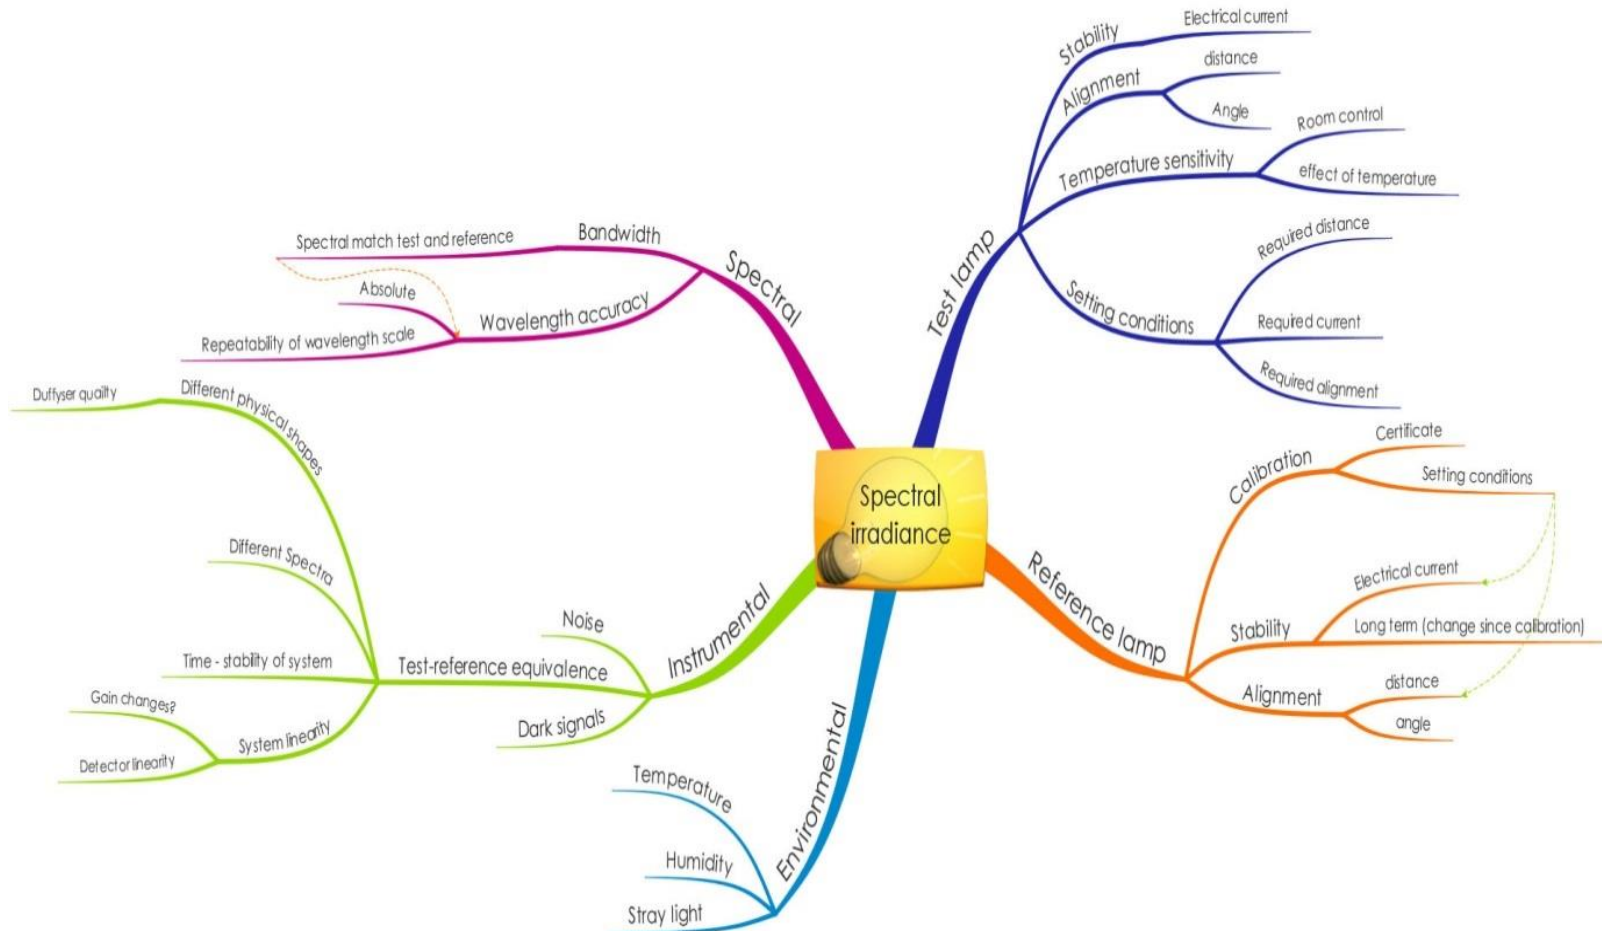 Spectral
irradiance
Test lamp
Stability
Electrical current
Alignment
distance
Angle
Temperature sensitivity
Room control
effect of temperature
Setting conditions
Required distance
Required current
Required alignment
Reference lamp
Calibration
Certificate
Setting conditions
Stability
Electrical current
Long term (change since calibration)
Alignment
distance
angle
Environmental
Temperature
Humidity
Stray light
Instrumental
Noise
Test-reference equivalence
Different physical shapes
Duffyser quailty
Different Spectra
Time - stability of system
System linearity
Gain changes?
Detector linearity
Dark signals
Spectral
Bandwidth
Spectral match test and reference
Wavelength accuracy
Absolute
Repeatability of wavelength scale